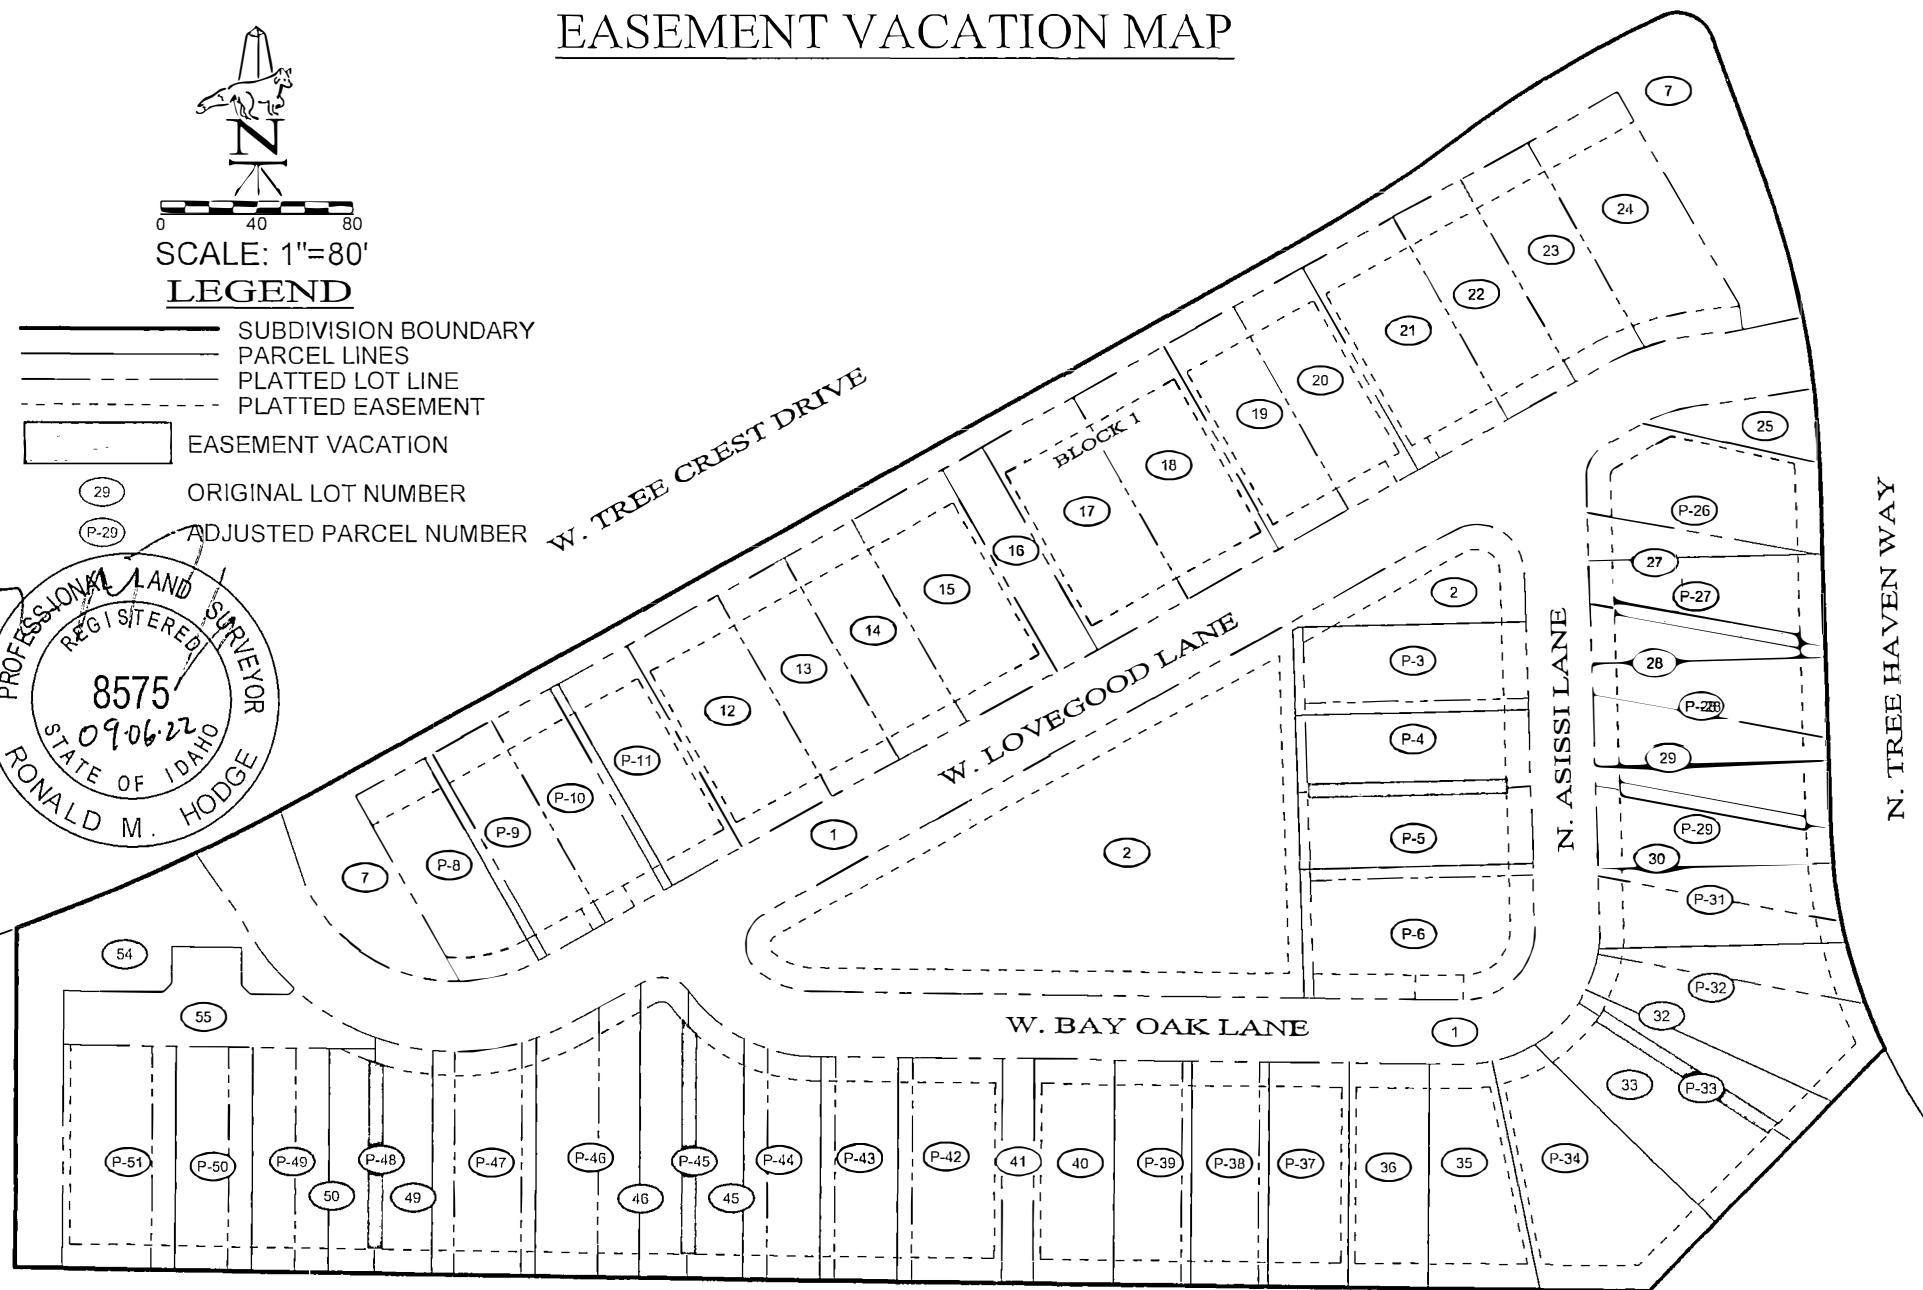 EASEMENT VACATION MAP
N
0 40 80
SCALE: 1"=80'
LEGEND
SUBDIVISION BOUNDARY
PARCEL LINES
PLATTED LOT LINE
PLATTED EASEMENT
EASEMENT VACATION
29 ORIGINAL LOT NUMBER
P-29 ADJUSTED PARCEL NUMBER
PROFESSIONAL LAND SURVEYOR
REGISTERED
8575
09.06.22
STATE OF IDAHO
RONALD M. HODGE
W. TREE CREST DRIVE
BLOCK 1
W. LOVEGOOD LANE
N. ASISSI LANE
N. TREE HAVEN WAY
W. BAY OAK LANE
7
24
23
22
21
20
19
18
17
16
15
14
13
12
P-11
P-10
P-9
P-8
7
1
2
2
P-3
P-4
P-5
P-6
1
25
P-26
27
P-27
28
P-28
29
P-29
30
P-31
P-32
32
33
P-33
P-34
54
55
P-51
P-50
P-49
50
P-48
49
P-47
P-46
46
P-45
45
P-44
P-43
P-42
41
40
P-39
P-38
P-37
36
35